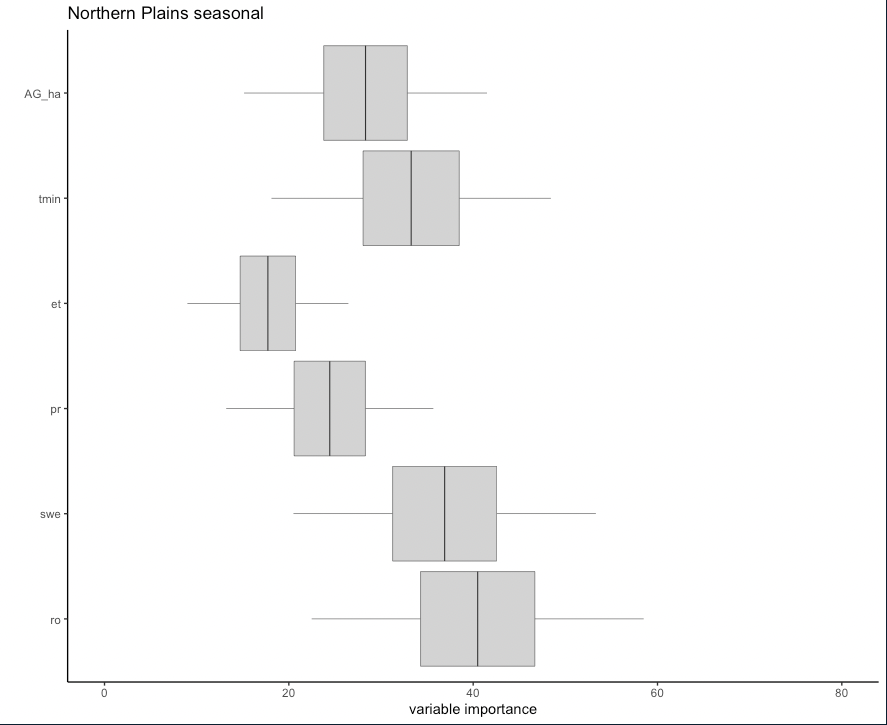 Northern Plains seasonal
AG_ha
tmin
et
pr
swe
ro
0 20 40 60 80
variable importance